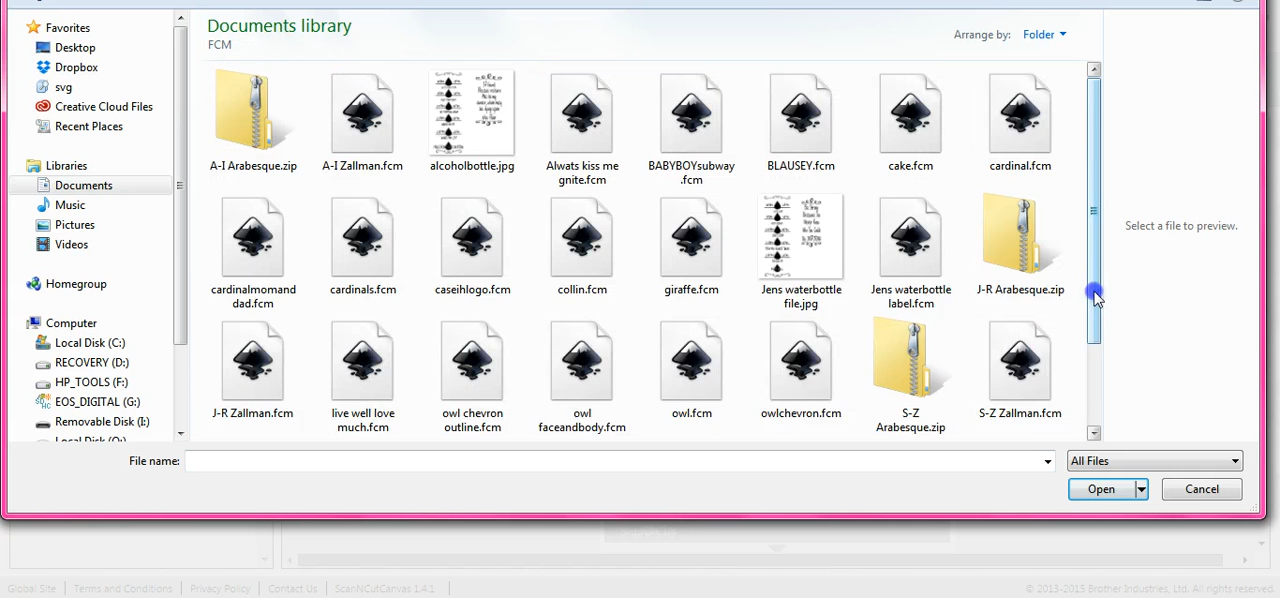 Favorites
Desktop
Dropbox
svg
Creative Cloud Files
Recent Places
Libraries
Documents
Music
Pictures
Videos
Homegroup
Computer
Local Disk (C:)
RECOVERY (D:)
HP_TOOLS (F:)
EOS_DIGITAL (G:)
Removable Disk (I:)
Local Disk (Q:)
Documents library
FCM
Arrange by: Folder
A-I Arabesque.zip
A-I Zallman.fcm
alcoholbottle.jpg
Alwats kiss me
gnite.fcm
BABYBOYsubway
.fcm
BLAUSEY.fcm
cake.fcm
cardinal.fcm
cardinalmomand
dad.fcm
cardinals.fcm
caseihlogo.fcm
collin.fcm
giraffe.fcm
Jens waterbottle
file.jpg
Jens waterbottle
label.fcm
J-R Arabesque.zip
J-R Zallman.fcm
live well love
much.fcm
owl chevron
outline.fcm
owl
faceandbody.fcm
owl.fcm
owlchevron.fcm
S-Z
Arabesque.zip
S-Z Zallman.fcm
Select a file to preview.
File name:
All Files
Open
Cancel
Global Site
Terms and Conditions
Privacy Policy
Contact Us
ScanNCutCanvas 1.4.1
© 2013-2015 Brother Industries, Ltd. All rights reserved.